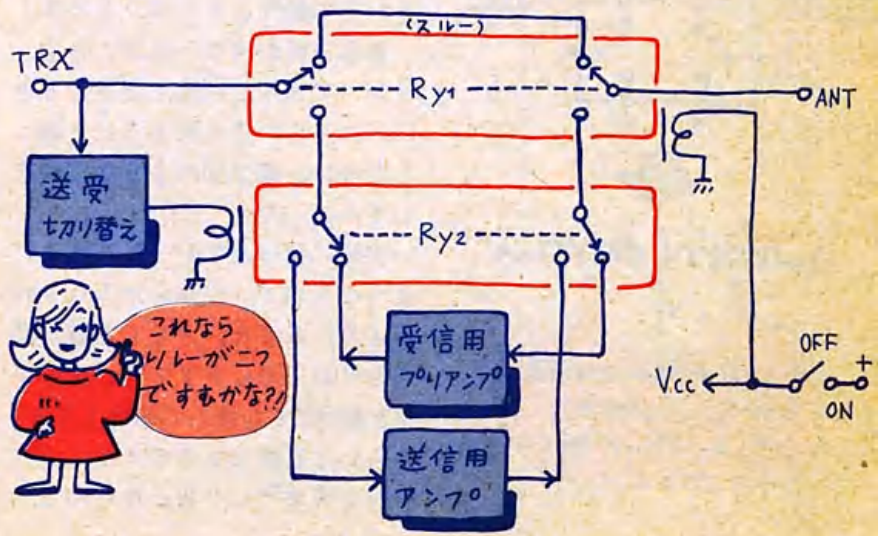 (スルー)
TRX
Ry1
ANT
送受
切り替え
Ry2
これなら
リレーが二つ
ですむかな?!
受信用
プリアンプ
OFF
Vcc
+
ON
送信用
アンプ